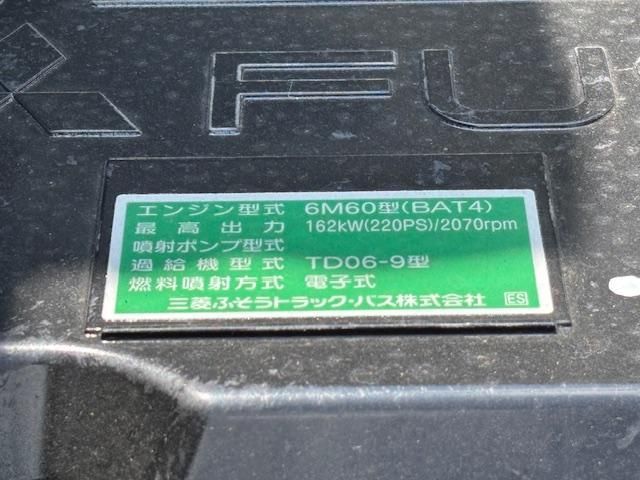 FU
エンジン型式 6M60型(BAT4)
最高出力 162kW(220PS)/2070rpm
噴射ポンプ型式
過給機型式 TD06-9型
燃料噴射方式 電子式
三菱ふそうトラック・バス株式会社 ES